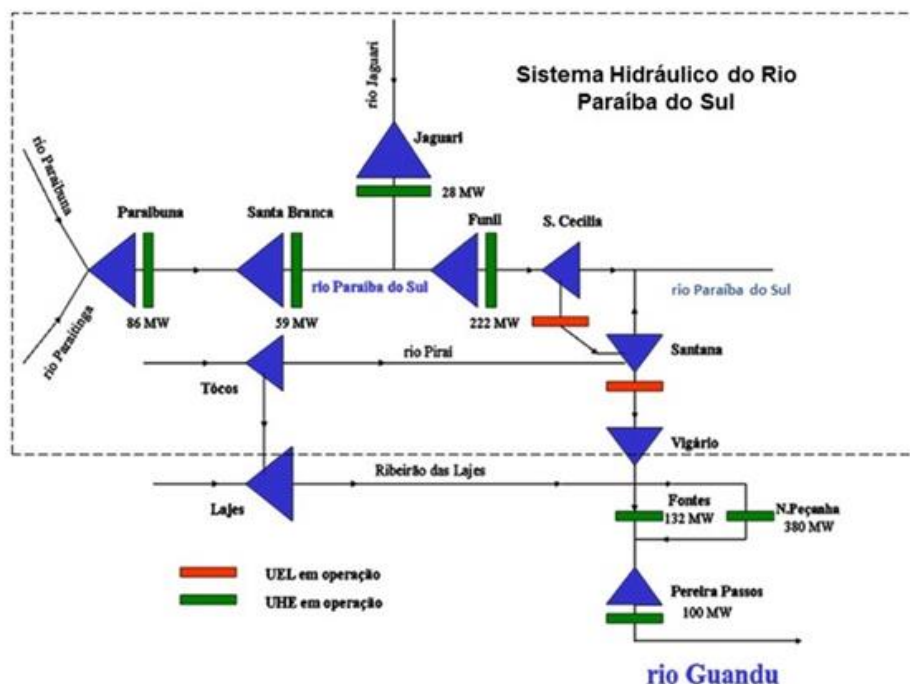 Sistema Hidráulico do Rio
Paraíba do Sul
rio Jaguari
Jaguari
28 MW
rio Paraibuna
Paraibuna
Santa Branca
Funil
S. Cecilia
rio Paraíba do Sul
rio Paraíba do Sul
86 MW
59 MW
222 MW
rio Paraitinga
rio Piraí
Santana
Tôcos
Vigário
Ribeirão das Lajes
Lajes
Fontes
132 MW
N.Peçanha
380 MW
UEL em operação
UHE em operação
Pereira Passos
100 MW
rio Guandu